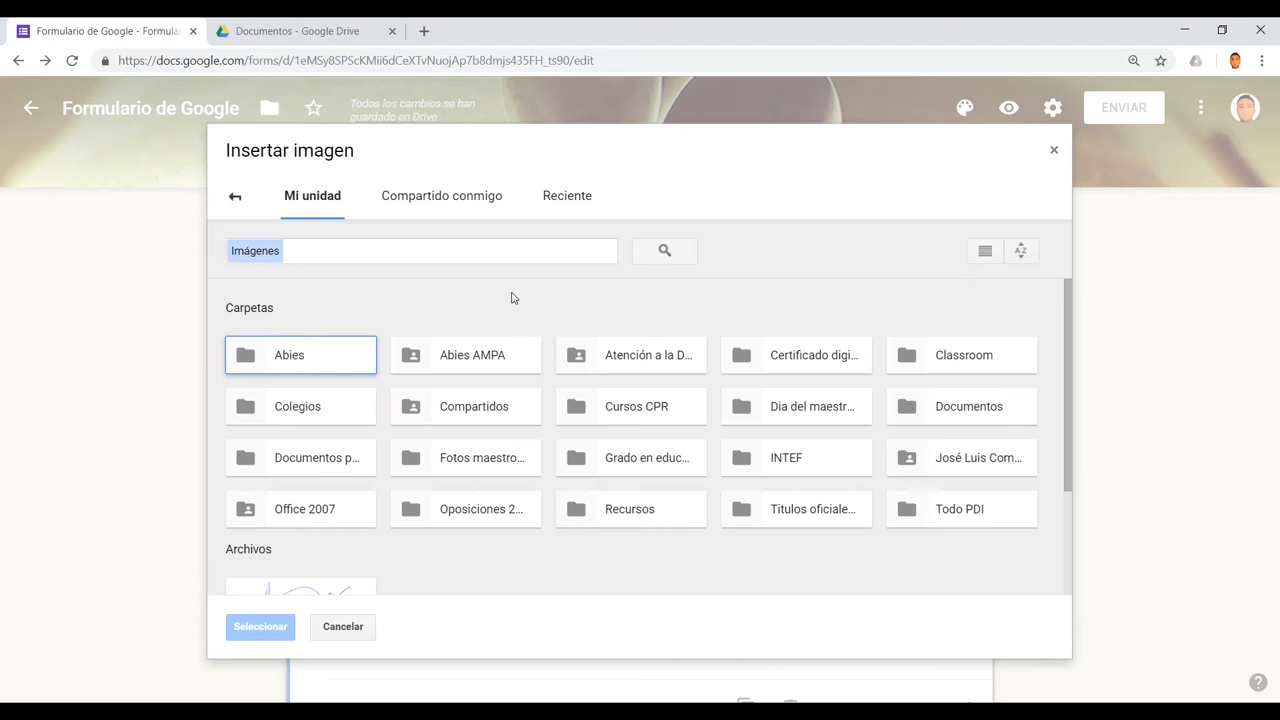 Formulario de Google - Formula
Documentos - Google Drive
https://docs.google.com/forms/d/1eMSy8SPScKMii6dCeXTvNuojAp7b8dmjs435FH_ts90/edit
Formulario de Google
Todos los cambios se han
guardado en Drive
ENVIAR
Insertar imagen
Mi unidad
Compartido conmigo
Reciente
Imágenes
AZ
Carpetas
Abies
Abies AMPA
Atención a la D...
Certificado digi...
Classroom
Colegios
Compartidos
Cursos CPR
Dia del maestr...
Documentos
Documentos p...
Fotos maestro...
Grado en educ...
INTEF
José Luis Com...
Office 2007
Oposiciones 2...
Recursos
Titulos oficiale...
Todo PDI
Archivos
Seleccionar
Cancelar